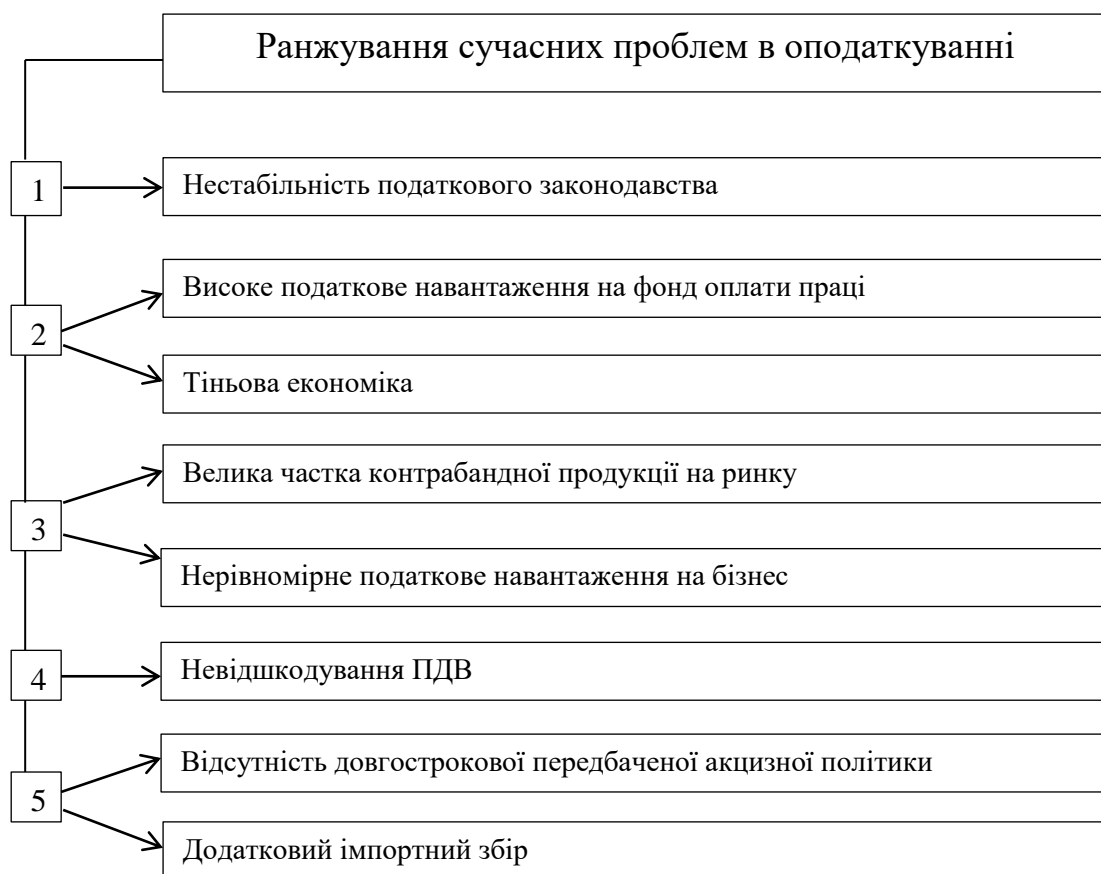 Ранжування сучасних проблем в оподаткуванні
1
Нестабільність податкового законодавства
2
Високе податкове навантаження на фонд оплати праці
Тіньова економіка
3
Велика частка контрабандної продукції на ринку
Нерівномірне податкове навантаження на бізнес
4
Невідшкодування ПДВ
5
Відсутність довгострокової передбаченої акцизної політики
Додатковий імпортний збір